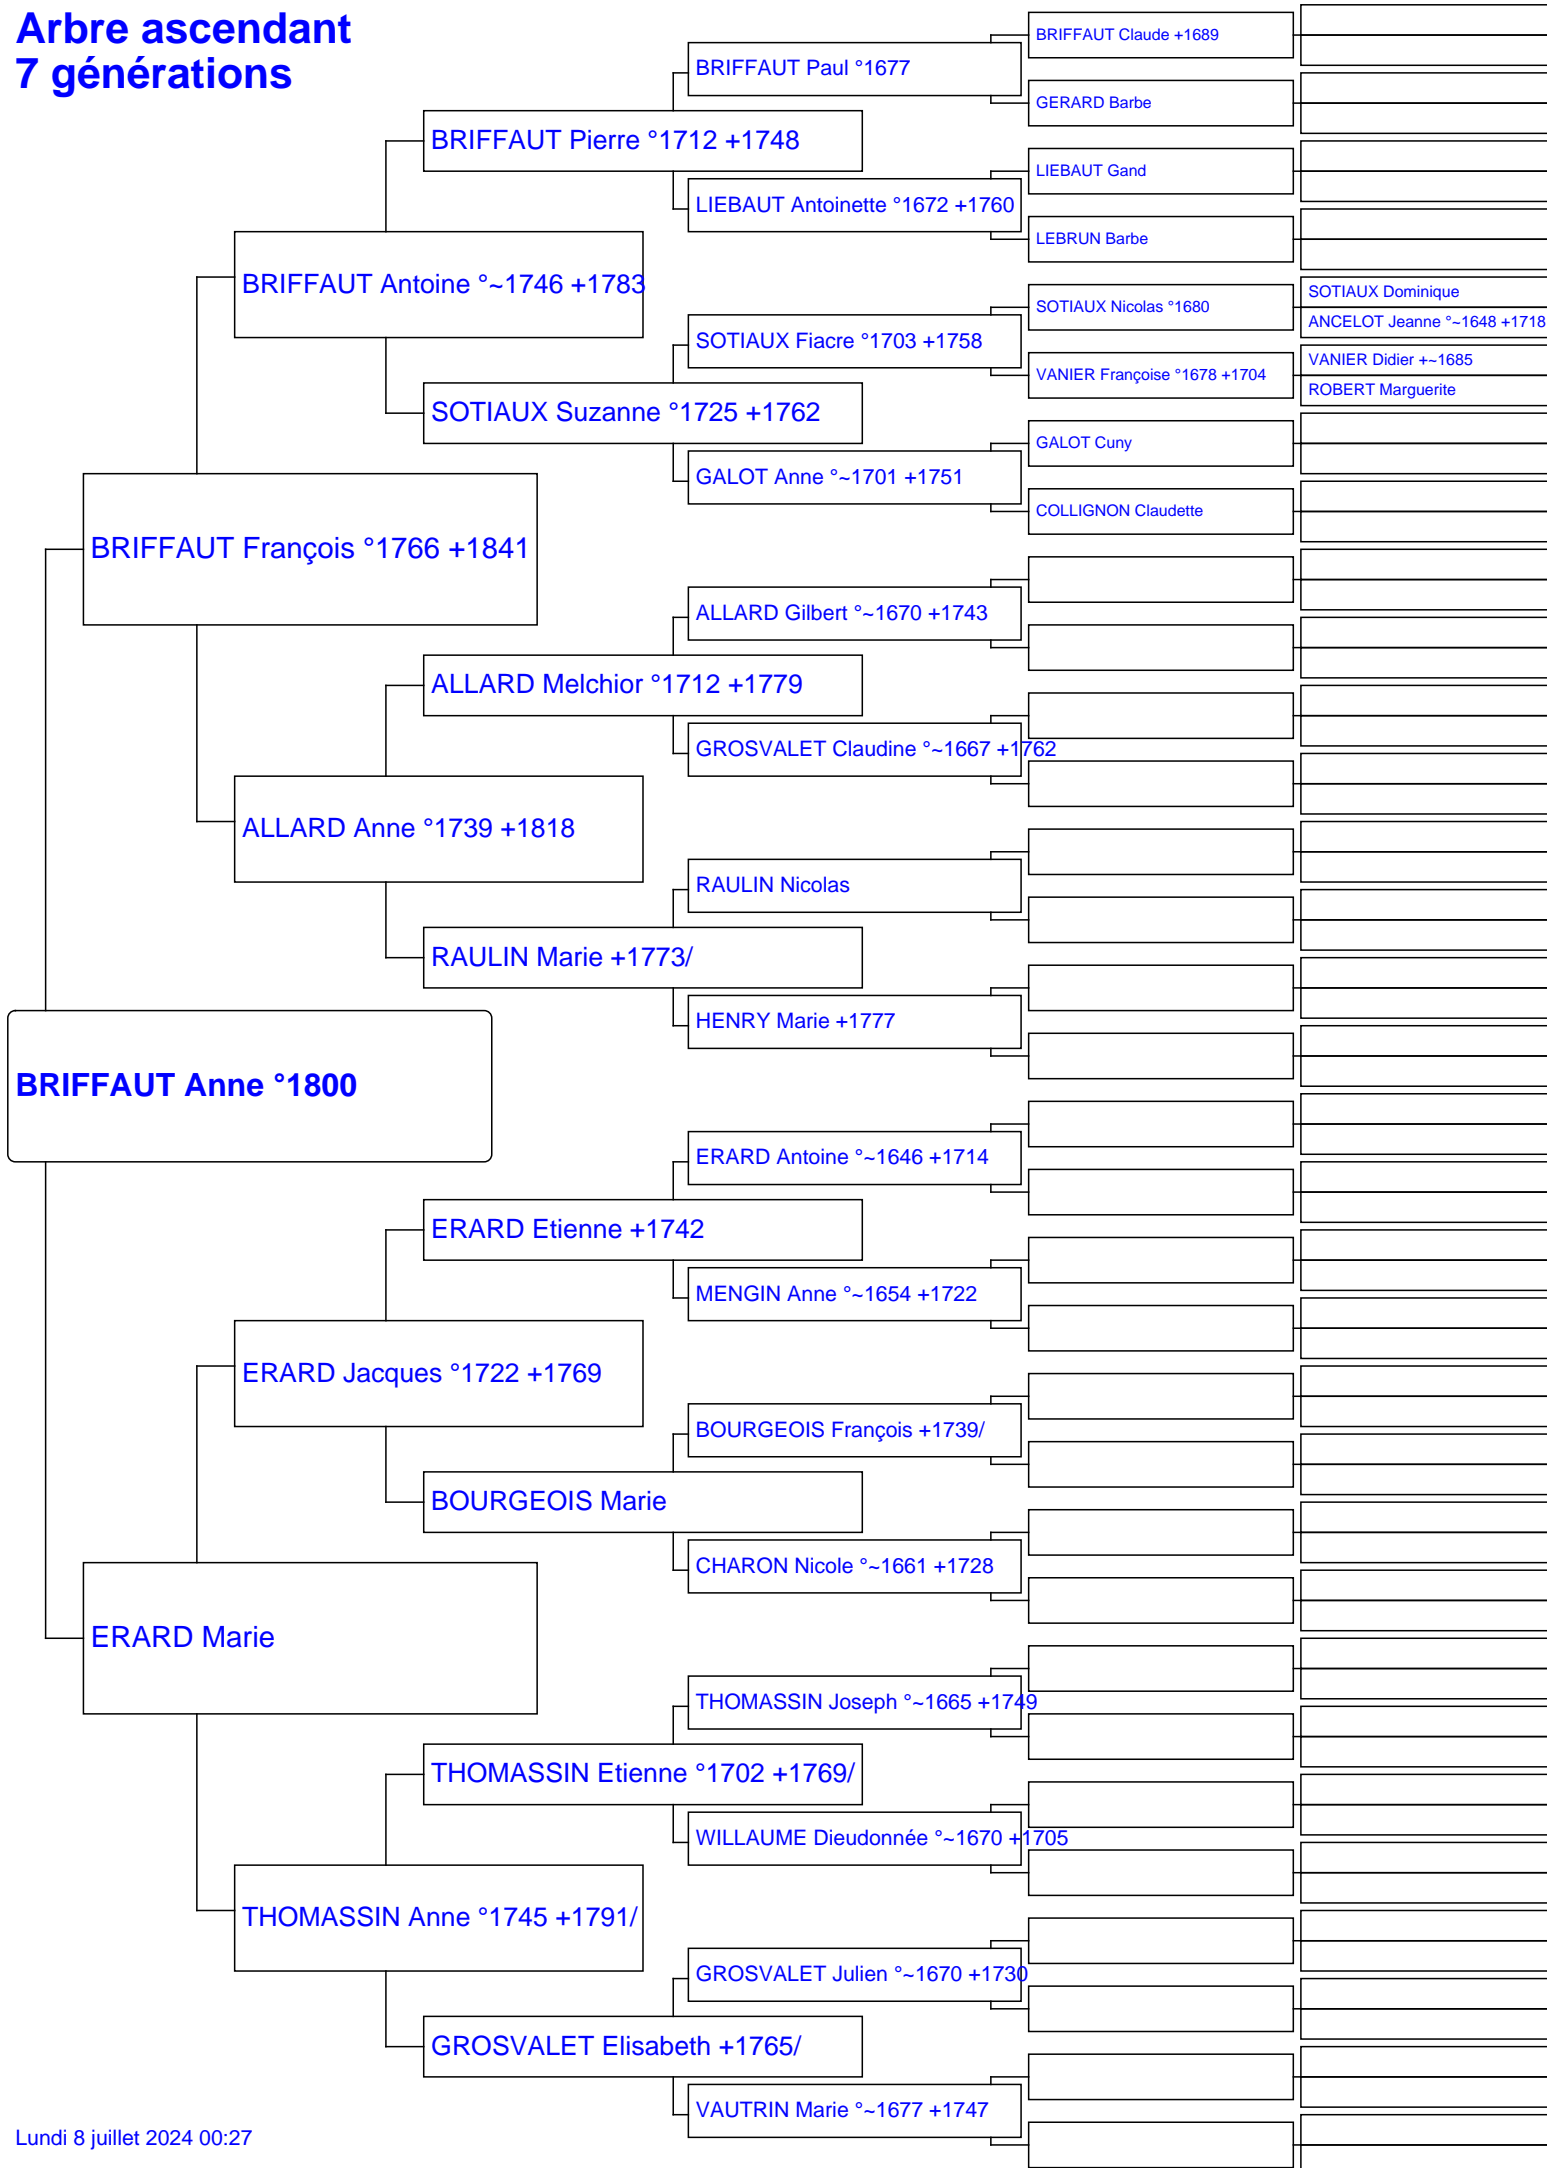 Arbre ascendant
7 générations
BRIFFAUT Claude +1689
BRIFFAUT Paul °1677
GERARD Barbe
BRIFFAUT Pierre °1712 +1748
LIEBAUT Gand
LIEBAUT Antoinette °1672 +1760
LEBRUN Barbe
BRIFFAUT Antoine °~1746 +1783
SOTIAUX Dominique
SOTIAUX Nicolas °1680
ANCELOT Jeanne °~1648 +1718
SOTIAUX Fiacre °1703 +1758
VANIER Didier +~1685
VANIER Françoise °1678 +1704
ROBERT Marguerite
SOTIAUX Suzanne °1725 +1762
GALOT Cuny
GALOT Anne °~1701 +1751
COLLIGNON Claudette
BRIFFAUT François °1766 +1841
ALLARD Gilbert °~1670 +1743
ALLARD Melchior °1712 +1779
GROSVALET Claudine °~1667 +1762
ALLARD Anne °1739 +1818
RAULIN Nicolas
RAULIN Marie +1773/
HENRY Marie +1777
BRIFFAUT Anne °1800
ERARD Antoine °~1646 +1714
ERARD Etienne +1742
MENGIN Anne °~1654 +1722
ERARD Jacques °1722 +1769
BOURGEOIS François +1739/
BOURGEOIS Marie
CHARON Nicole °~1661 +1728
ERARD Marie
THOMASSIN Joseph °~1665 +1749
THOMASSIN Etienne °1702 +1769/
WILLAUME Dieudonnée °~1670 +1705
THOMASSIN Anne °1745 +1791/
GROSVALET Julien °~1670 +1730
GROSVALET Elisabeth +1765/
VAUTRIN Marie °~1677 +1747
Lundi 8 juillet 2024 00:27